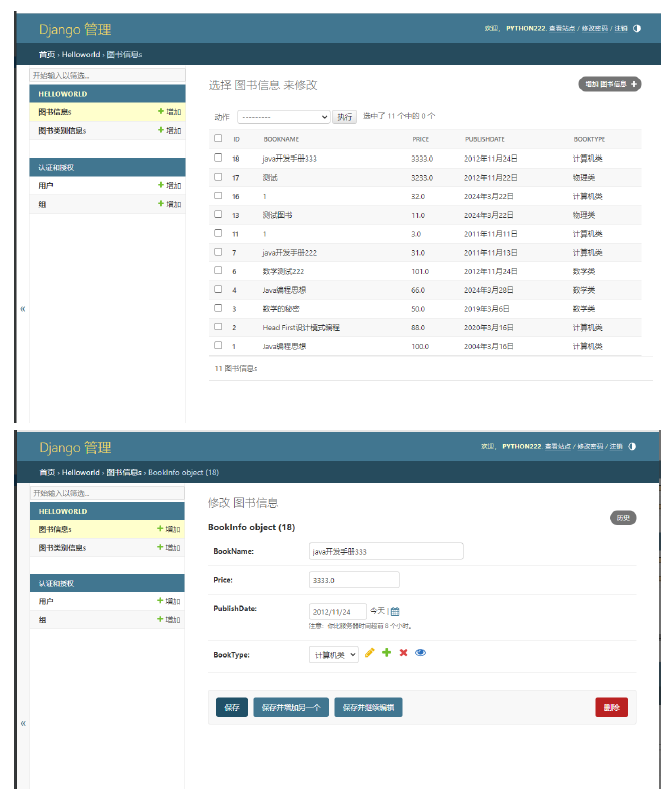 Django 管理
欢迎， PYTHON222. 查看站点 / 修改密码 / 注销
首页 › Helloworld › 图书信息s
开始输入以筛选...
HELLOWORLD
图书信息s + 增加
图书类别信息s + 增加
认证和授权
用户 + 增加
组 + 增加
«
选择 图书信息 来修改
增加 图书信息 +
动作 --------- 执行 选中了 11 个中的 0 个
ID BOOKNAME PRICE PUBLISHDATE BOOKTYPE
18 java开发手册333 3333.0 2012年11月24日 计算机类
17 测试 3233.0 2012年11月22日 物理类
16 1 32.0 2024年3月22日 计算机类
13 测试图书 11.0 2024年3月22日 物理类
11 1 3.0 2011年11月11日 计算机类
7 java开发手册222 31.0 2011年11月13日 计算机类
6 数学测试222 101.0 2012年11月24日 数学类
4 Java编程思想 66.0 2024年3月28日 数学类
3 数学的秘密 50.0 2019年3月6日 数学类
2 Head First设计模式编程 88.0 2020年3月16日 计算机类
1 Java编程思想 100.0 2004年3月16日 计算机类
11 图书信息s
Django 管理
欢迎， PYTHON222. 查看站点 / 修改密码 / 注销
首页 › Helloworld › 图书信息s › BookInfo object (18)
开始输入以筛选...
HELLOWORLD
图书信息s + 增加
图书类别信息s + 增加
认证和授权
用户 + 增加
组 + 增加
«
修改 图书信息
历史
BookInfo object (18)
BookName: java开发手册333
Price: 3333.0
PublishDate: 2012/11/24 今天 |
注意：你比服务器时间超前 8 个小时。
BookType: 计算机类
保存 保存并增加另一个 保存并继续编辑 删除